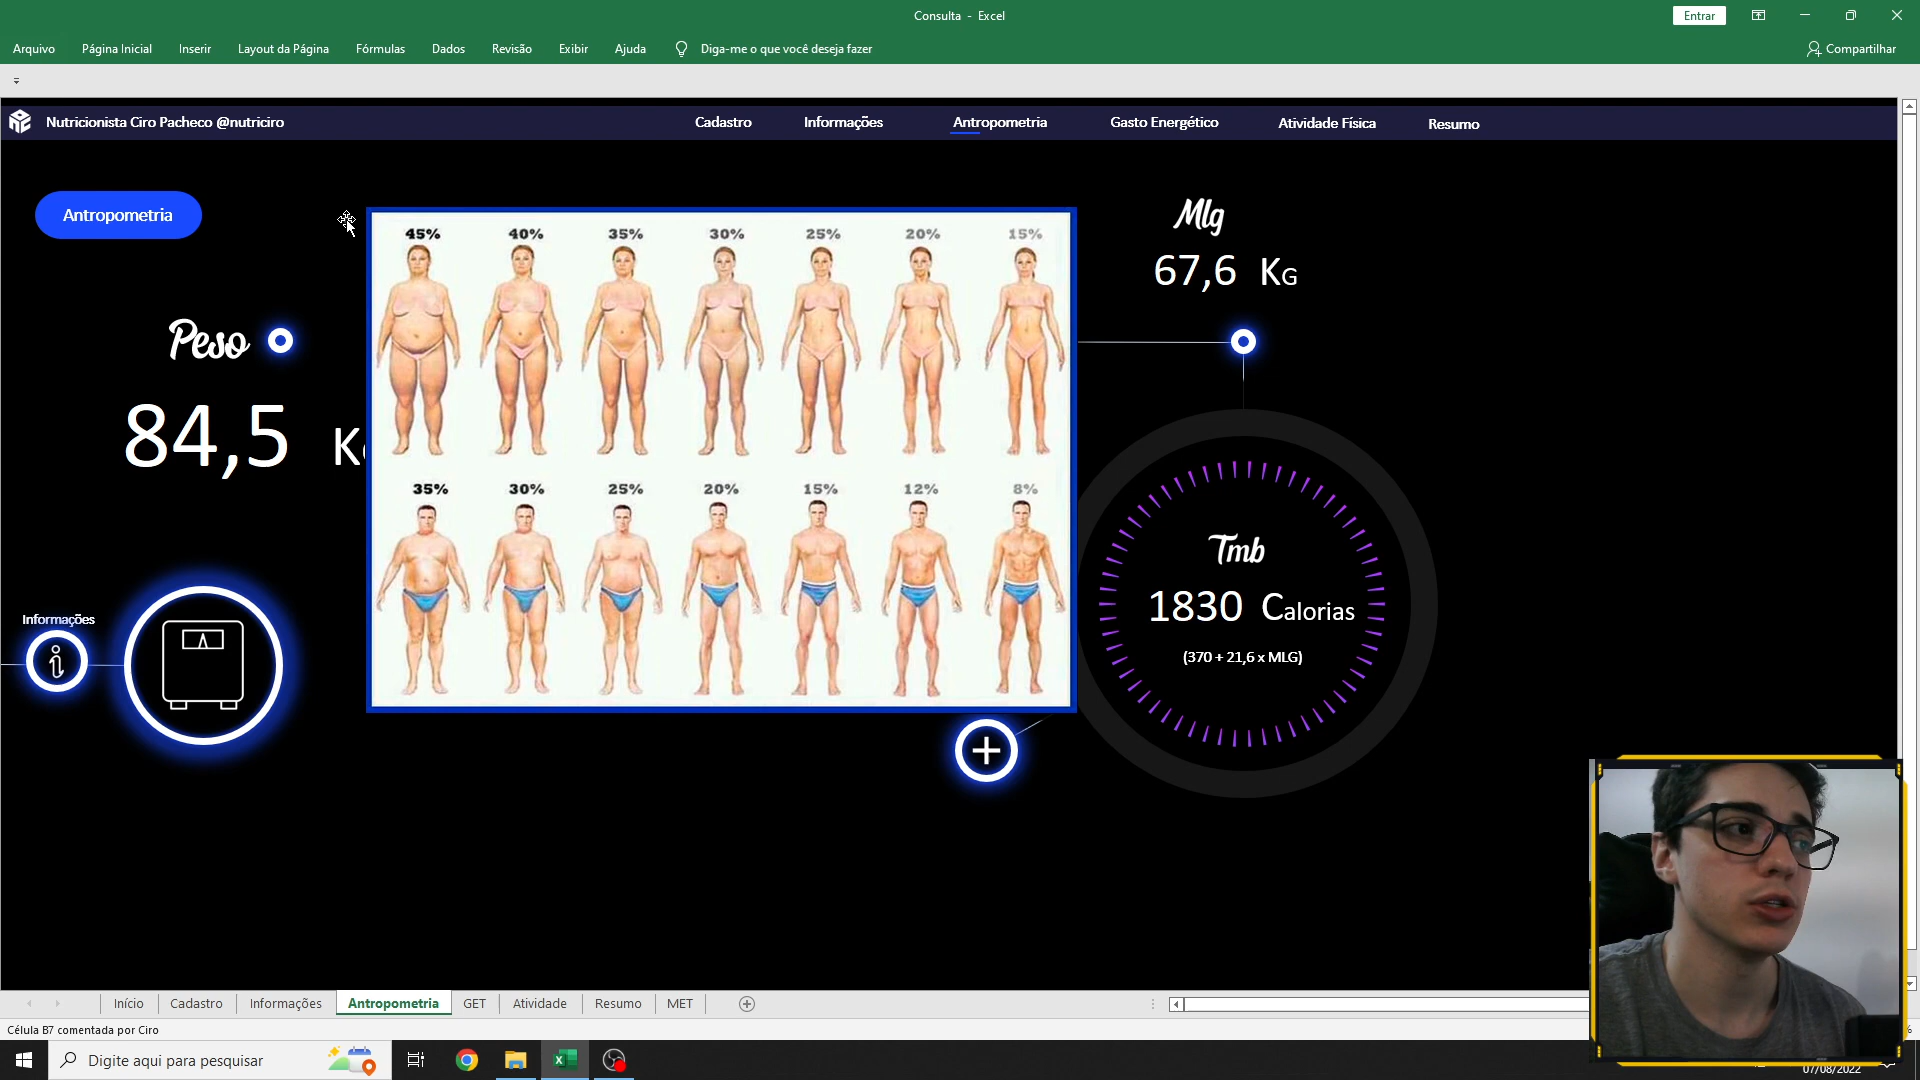 Consulta - Excel
Entrar
Arquivo Página Inicial Inserir Layout da Página Fórmulas Dados Revisão Exibir Ajuda Diga-me o que você deseja fazer Compartilhar
Nutricionista Ciro Pacheco @nutriciro Cadastro Informações Antropometria Gasto Energético Atividade Física Resumo
Antropometria
Mlg
67,6 KG
45% 40% 35% 30% 25% 20% 15%
Peso
84,5
35% 30% 25% 20% 15% 12% 8%
Tmb
1830 Calorias
(370 + 21,6 x MLG)
Informações
Início Cadastro Informações Antropometria GET Atividade Resumo MET
Célula B7 comentada por Ciro
Digite aqui para pesquisar
07/08/2022